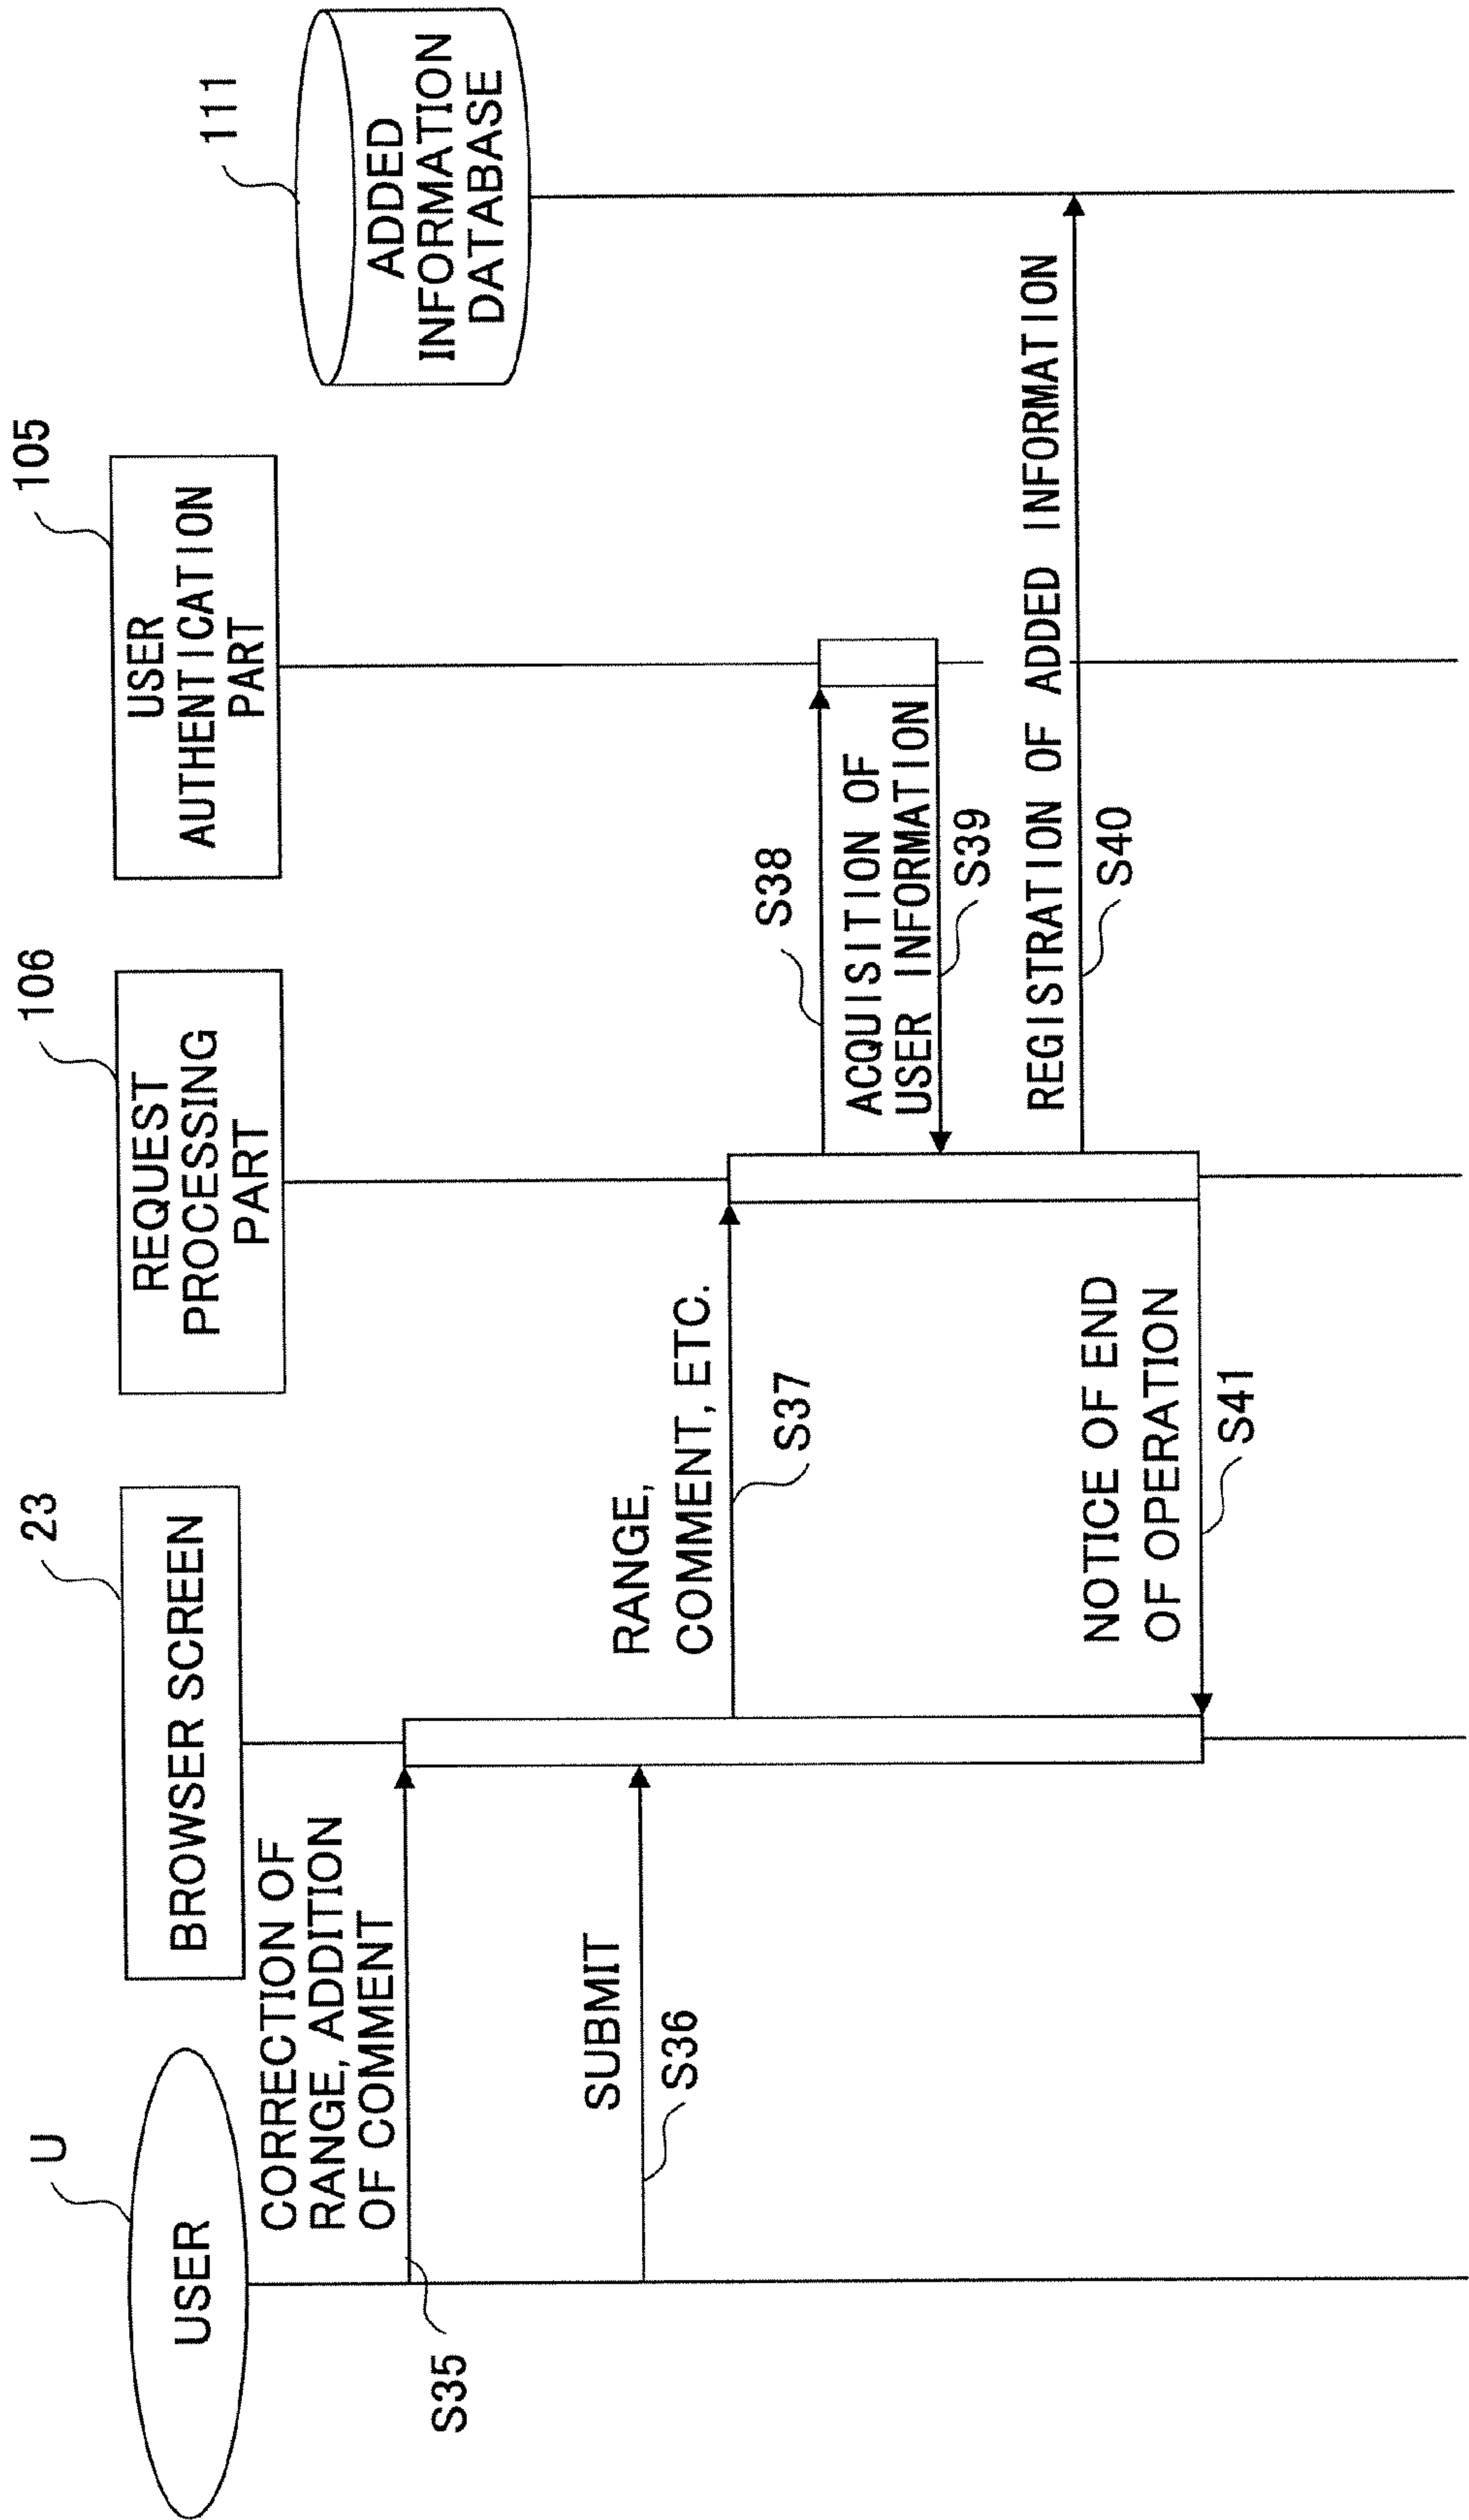 U
USER
23
BROWSER SCREEN
106
REQUEST
PROCESSING
PART
105
USER
AUTHENTICATION
PART
111
ADDED
INFORMATION
DATABASE
CORRECTION OF
RANGE, ADDITION
OF COMMENT
S35
SUBMIT
S36
RANGE,
COMMENT, ETC.
S37
S38
ACQUISITION OF
USER INFORMATION
S39
REGISTRATION OF ADDED INFORMATION
S40
NOTICE OF END
OF OPERATION
S41